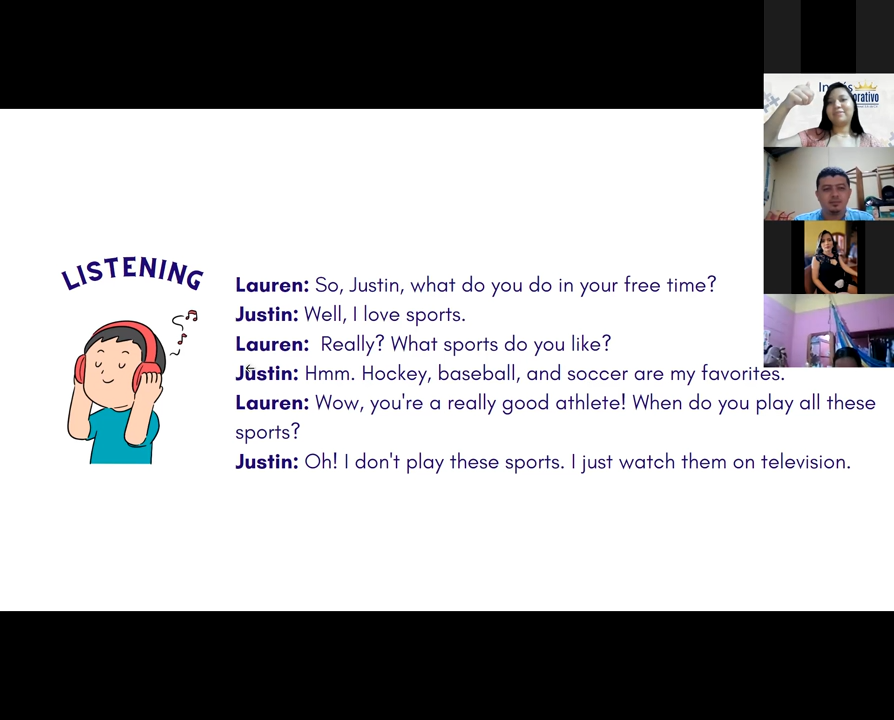 LISTENING
Lauren: So, Justin, what do you do in your free time?
Justin: Well, I love sports.
Lauren: Really? What sports do you like?
Justin: Hmm. Hockey, baseball, and soccer are my favorites.
Lauren: Wow, you're a really good athlete! When do you play all these
sports?
Justin: Oh! I don't play these sports. I just watch them on television.